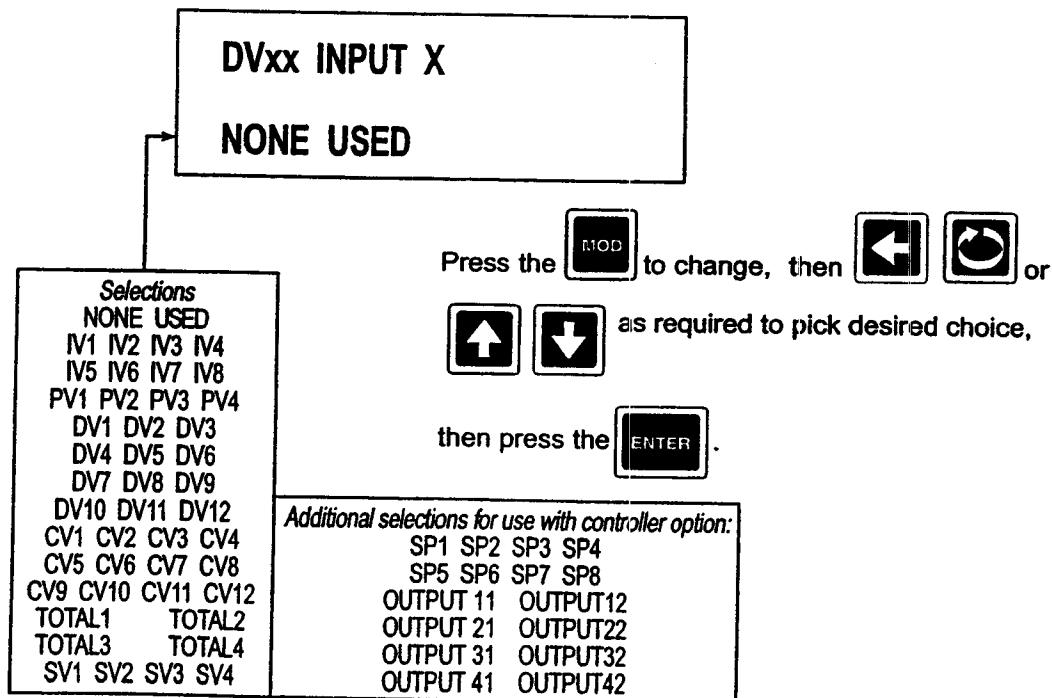 DVxx INPUT X
NONE USED
Press the MOD to change, then or
as required to pick desired choice,
then press the ENTER .
Selections
NONE USED
IV1 IV2 IV3 IV4
IV5 IV6 IV7 IV8
PV1 PV2 PV3 PV4
DV1 DV2 DV3
DV4 DV5 DV6
DV7 DV8 DV9
DV10 DV11 DV12
CV1 CV2 CV3 CV4
CV5 CV6 CV7 CV8
CV9 CV10 CV11 CV12
TOTAL1 TOTAL2
TOTAL3 TOTAL4
SV1 SV2 SV3 SV4
Additional selections for use with controller option:
SP1 SP2 SP3 SP4
SP5 SP6 SP7 SP8
OUTPUT 11 OUTPUT12
OUTPUT 21 OUTPUT22
OUTPUT 31 OUTPUT32
OUTPUT 41 OUTPUT42